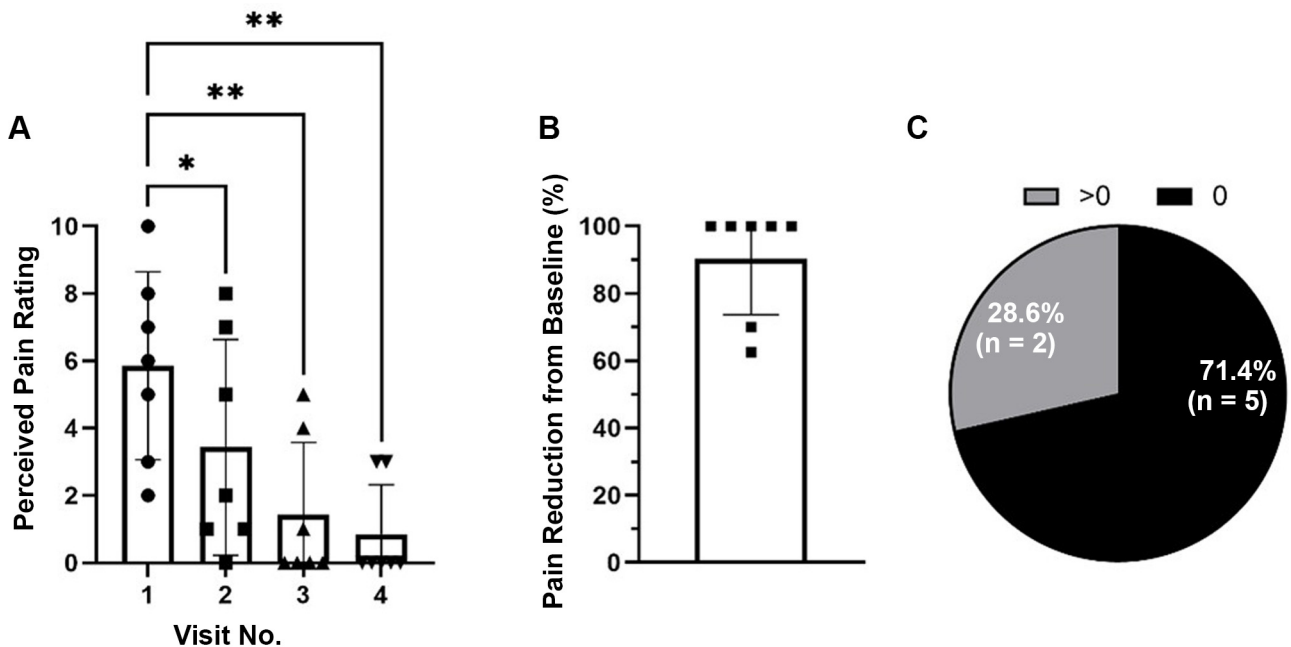 A
**
**
*
Perceived Pain Rating
10
8
6
4
2
0
1 2 3 4
Visit No.
B
Pain Reduction from Baseline (%)
100
80
60
40
20
0
C
>0 0
28.6%
(n = 2)
71.4%
(n = 5)